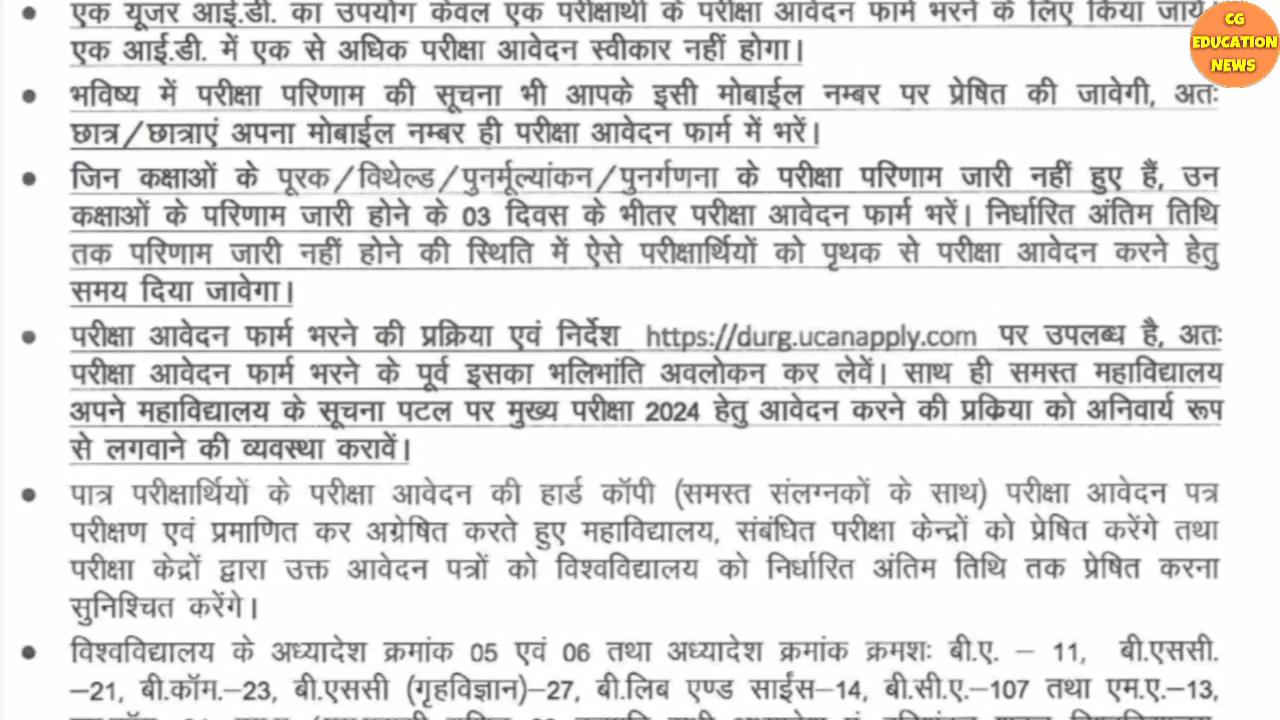 एक यूजर आई.डी. का उपयोग केवल एक परीक्षार्थी के परीक्षा आवेदन फार्म भरने के लिए किया जाये।
एक आई.डी. में एक से अधिक परीक्षा आवेदन स्वीकार नहीं होगा।
भविष्य में परीक्षा परिणाम की सूचना भी आपके इसी मोबाईल नम्बर पर प्रेषित की जावेगी, अतः
छात्र/छात्राएं अपना मोबाईल नम्बर ही परीक्षा आवेदन फार्म में भरें।
जिन कक्षाओं के पूरक/विथेल्ड/पुनर्मूल्यांकन/पुनर्गणना के परीक्षा परिणाम जारी नहीं हुए हैं, उन
कक्षाओं के परिणाम जारी होने के 03 दिवस के भीतर परीक्षा आवेदन फार्म भरें। निर्धारित अंतिम तिथि
तक परिणाम जारी नहीं होने की स्थिति में ऐसे परीक्षार्थियों को पृथक से परीक्षा आवेदन करने हेतु
समय दिया जावेगा।
परीक्षा आवेदन फार्म भरने की प्रक्रिया एवं निर्देश https://durg.ucanapply.com पर उपलब्ध है, अतः
परीक्षा आवेदन फार्म भरने के पूर्व इसका भलिभांति अवलोकन कर लेवें। साथ ही समस्त महाविद्यालय
अपने महाविद्यालय के सूचना पटल पर मुख्य परीक्षा 2024 हेतु आवेदन करने की प्रक्रिया को अनिवार्य रूप
से लगवाने की व्यवस्था करावें।
पात्र परीक्षार्थियों के परीक्षा आवेदन की हार्ड कॉपी (समस्त संलग्नकों के साथ) परीक्षा आवेदन पत्र
परीक्षण एवं प्रमाणित कर अग्रेषित करते हुए महाविद्यालय, संबंधित परीक्षा केन्द्रों को प्रेषित करेंगे तथा
परीक्षा केद्रों द्वारा उक्त आवेदन पत्रों को विश्वविद्यालय को निर्धारित अंतिम तिथि तक प्रेषित करना
सुनिश्चित करेंगे।
विश्वविद्यालय के अध्यादेश क्रमांक 05 एवं 06 तथा अध्यादेश क्रमांक क्रमशः बी.ए. – 11, बी.एससी.
–21, बी.कॉम.–23, बी.एससी (गृहविज्ञान)–27, बी.लिब एण्ड साईंस–14, बी.सी.ए.–107 तथा एम.ए.–13,
CG
EDUCATION
NEWS